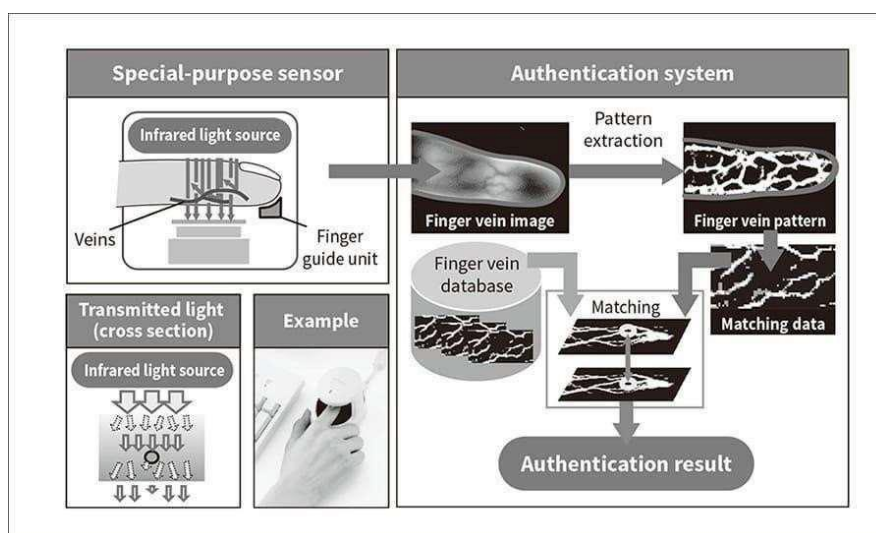 Special-purpose sensor
Infrared light source
Veins
Finger
guide unit
Transmitted light
(cross section)
Infrared light source
Example
Authentication system
Pattern
extraction
Finger vein image
Finger vein pattern
Finger vein
database
Matching
Matching data
Authentication result